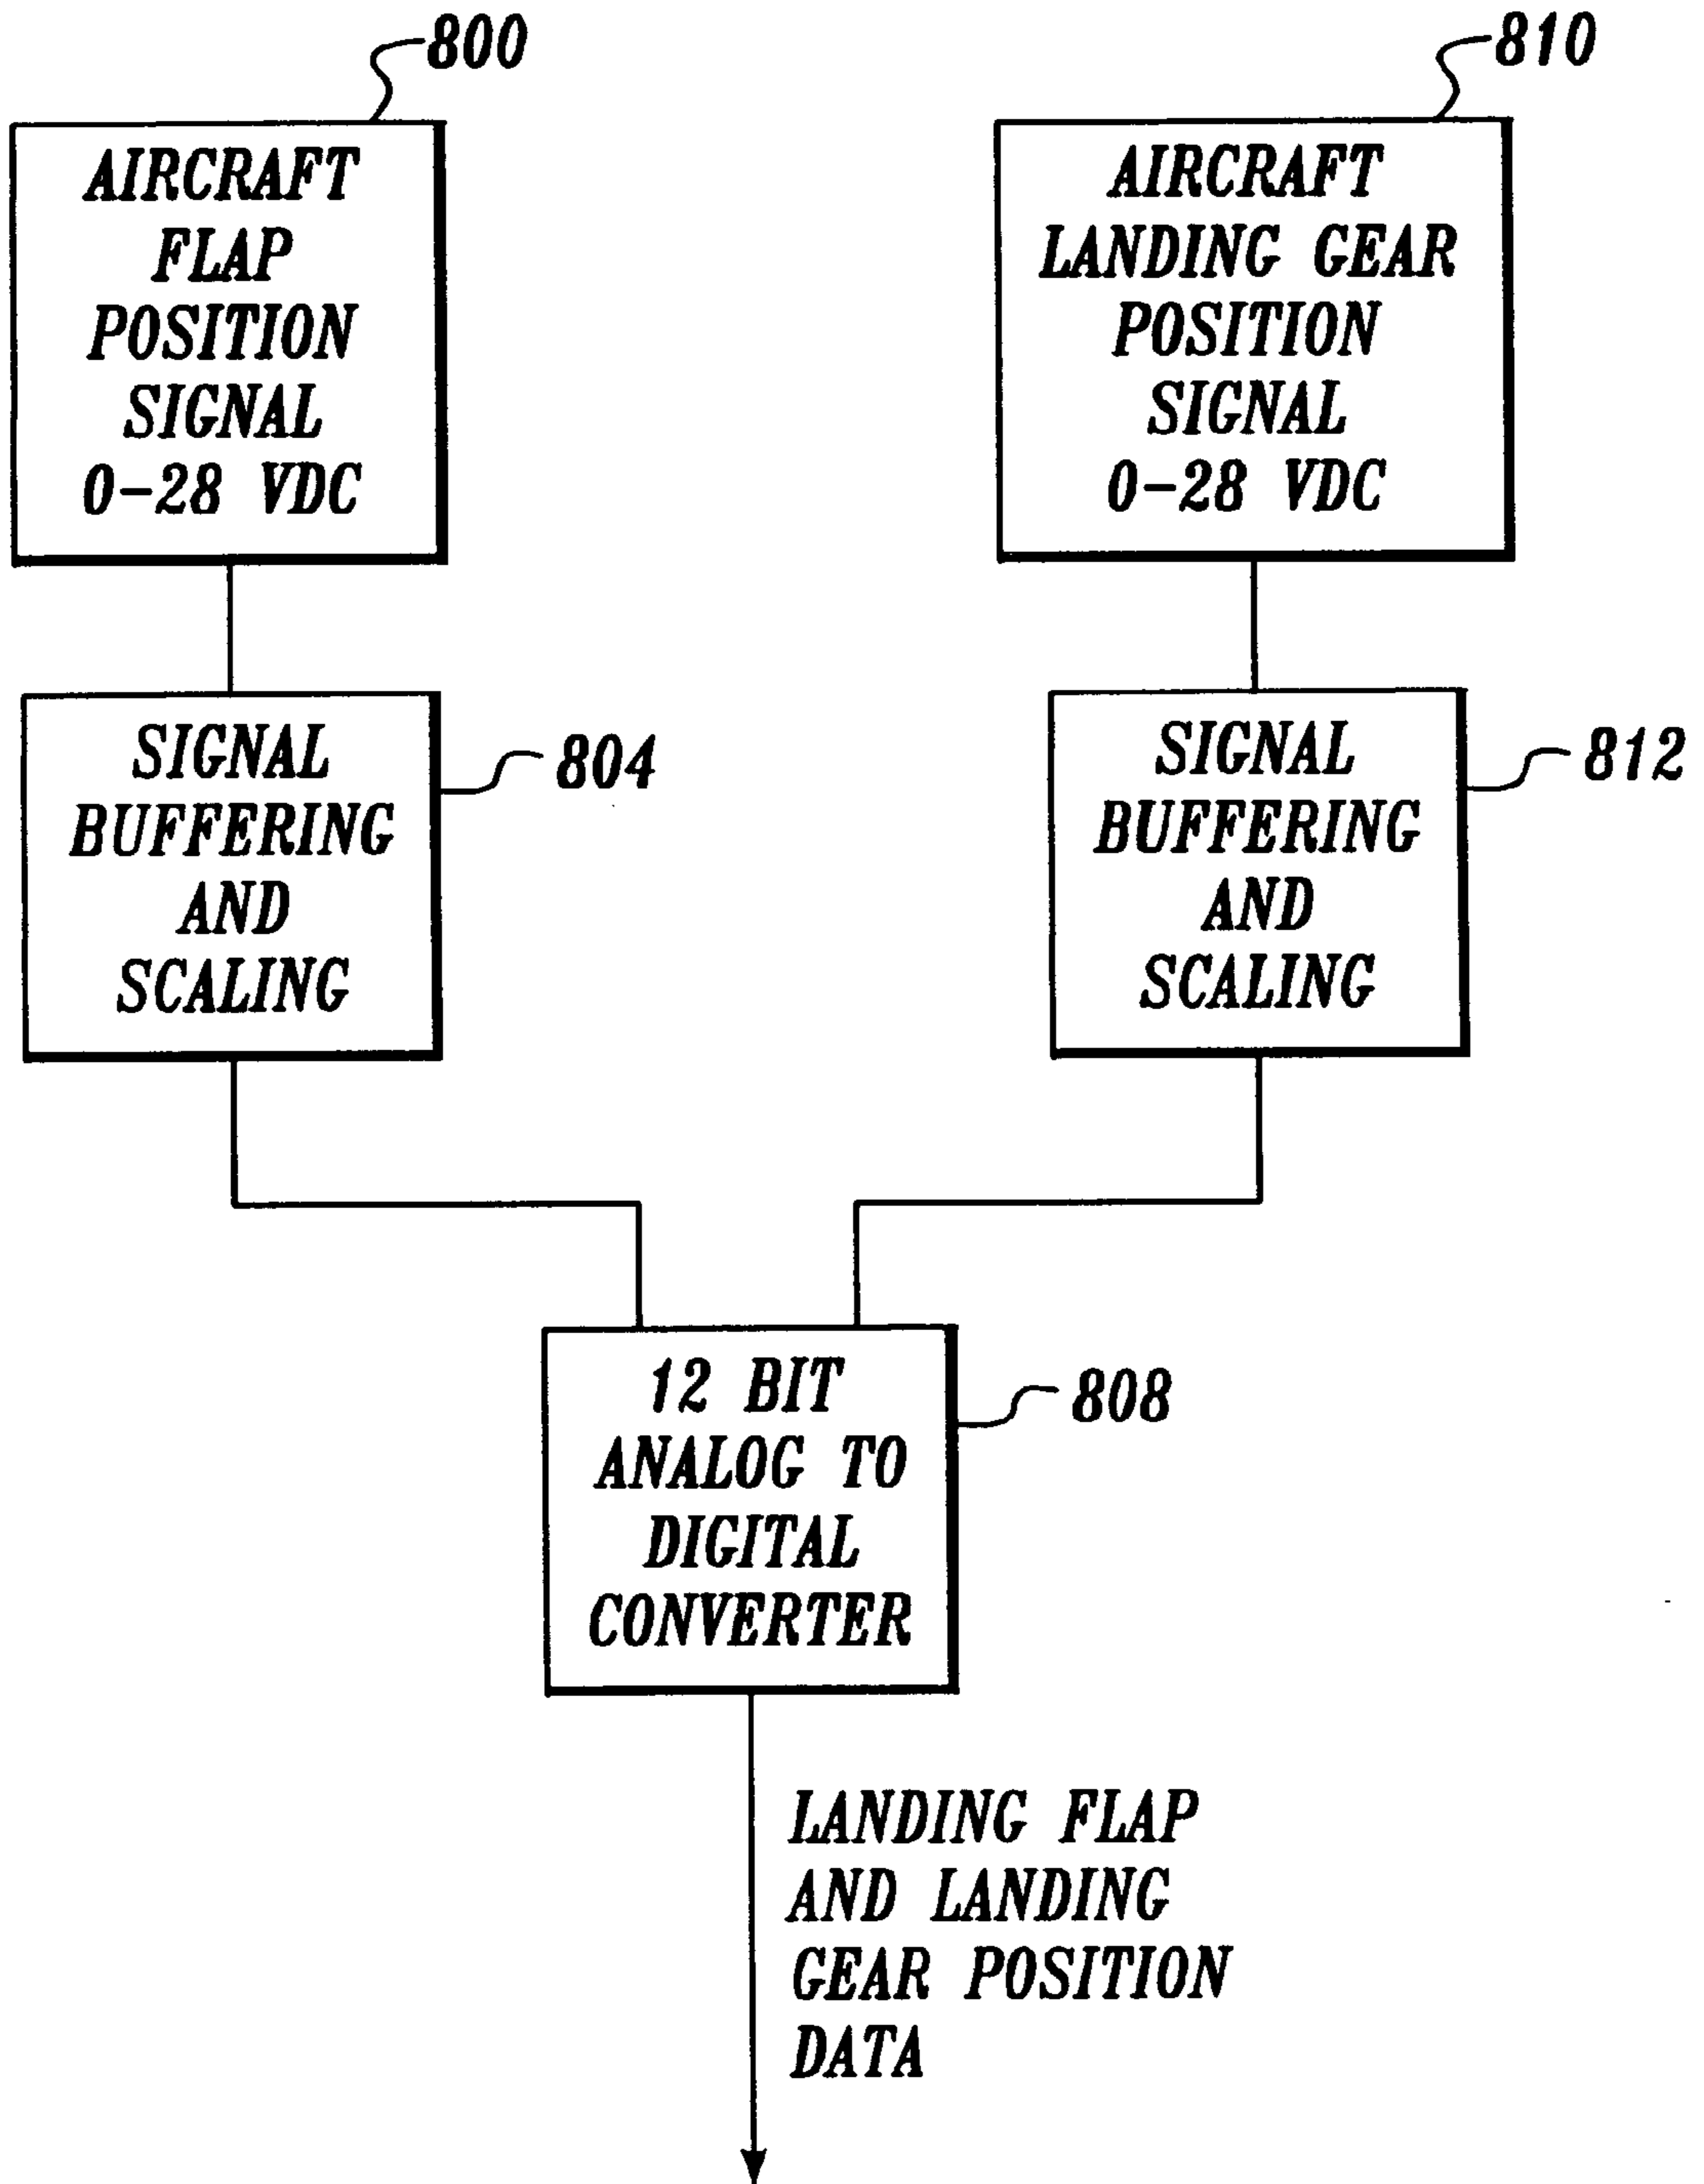 800
AIRCRAFT
FLAP
POSITION
SIGNAL
0-28 VDC
810
AIRCRAFT
LANDING GEAR
POSITION
SIGNAL
0-28 VDC
SIGNAL
BUFFERING
AND
SCALING
804
SIGNAL
BUFFERING
AND
SCALING
812
12 BIT
ANALOG TO
DIGITAL
CONVERTER
808
LANDING FLAP
AND LANDING
GEAR POSITION
DATA